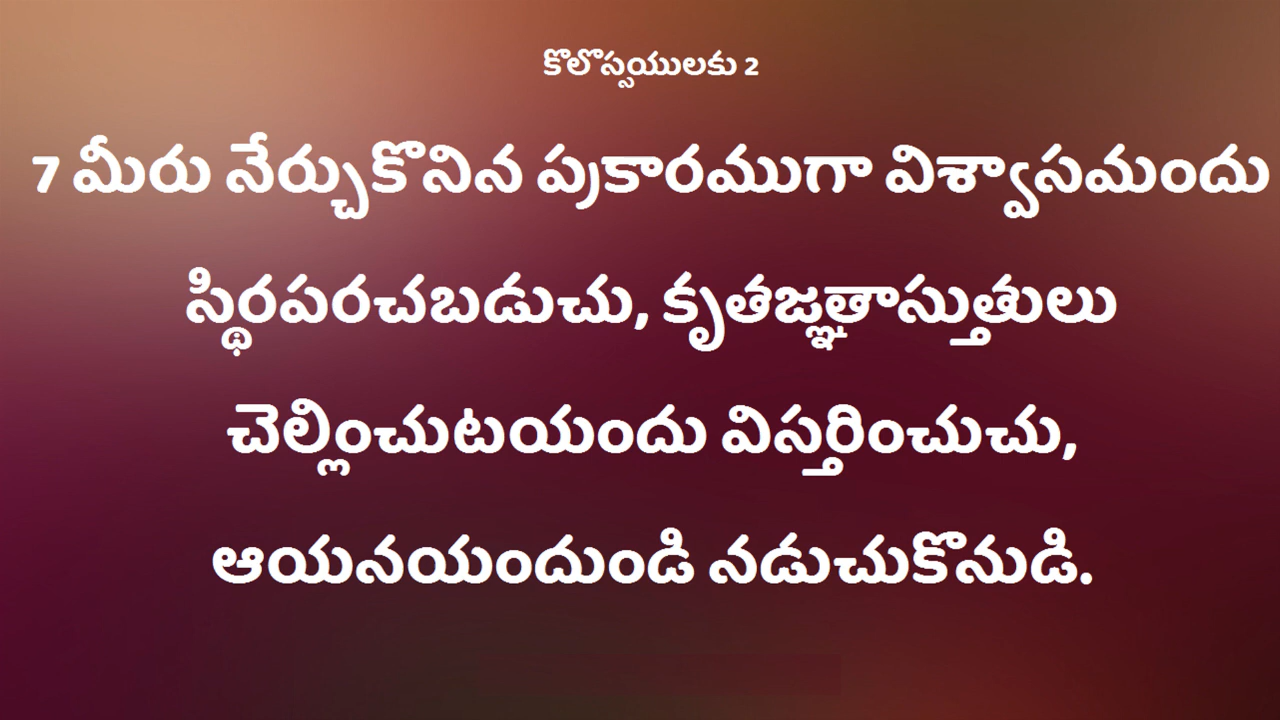 కొలొస్సయులకు 2
7 మీరు నేర్చుకొనిన ప్రకారముగా విశ్వాసమందు
స్థిరపరచబడుచు, కృతజ్ఞతాస్తుతులు
చెల్లించుటయందు విస్తరించుచు,
ఆయనయందుండి నడుచుకొనుడి.